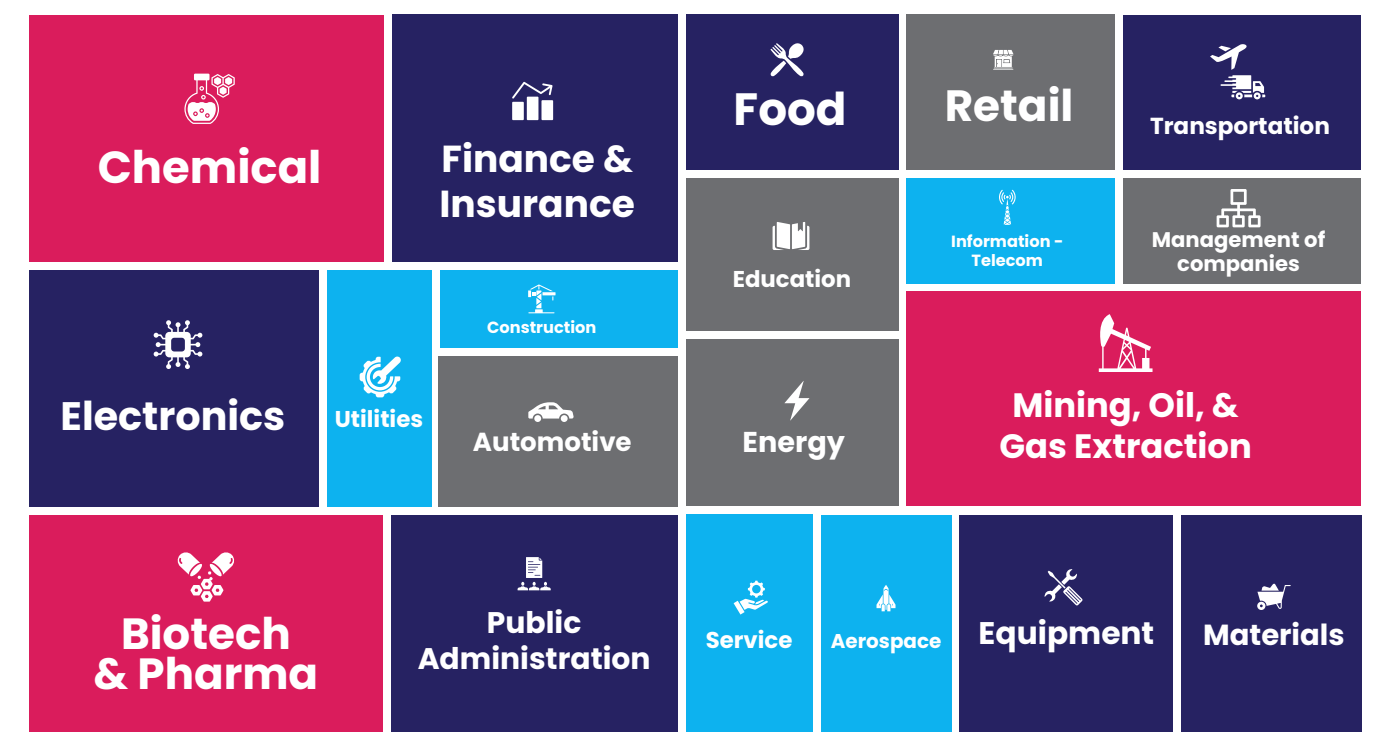 Chemical
Finance &
Insurance
Food
Retail
Transportation
Education
Information -
Telecom
Management of
companies
Electronics
Utilities
Construction
Automotive
Energy
Mining, Oil, &
Gas Extraction
Biotech
& Pharma
Public
Administration
Service
Aerospace
Equipment
Materials